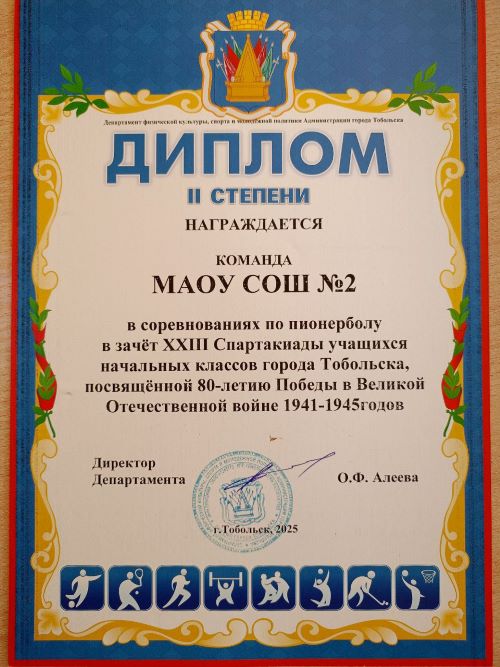 Департамент физической культуры, спорта и молодежной политики Администрации города Тобольска
ДИПЛОМ
II СТЕПЕНИ
НАГРАЖДАЕТСЯ
КОМАНДА
МАОУ СОШ №2
в соревнованиях по пионерболу
в зачёт XXIII Спартакиады учащихся
начальных классов города Тобольска,
посвящённой 80-летию Победы в Великой
Отечественной войне 1941-1945годов
Директор
Департамента
О.Ф. Алеева
г.Тобольск, 2025